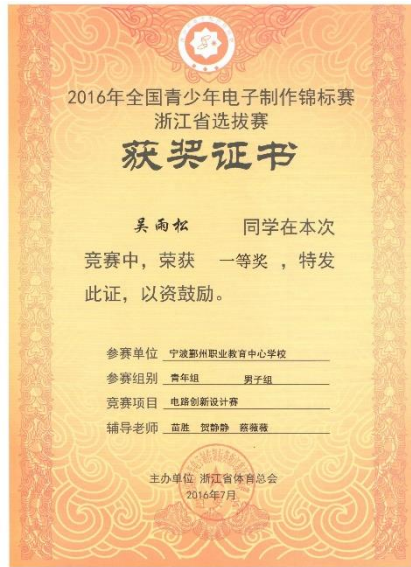 2016年全国青少年电子制作锦标赛
浙江省选拔赛
获奖证书
吴雨松 同学在本次
竞赛中，荣获 一等奖 ，特发
此证，以资鼓励。
参赛单位 宁波鄞州职业教育中心学校
参赛组别 青年组 男子组
竞赛项目 电路创新设计赛
辅导老师 苗胜 贺静静 蔡薇薇
主办单位 浙江省体育总会
2016年7月